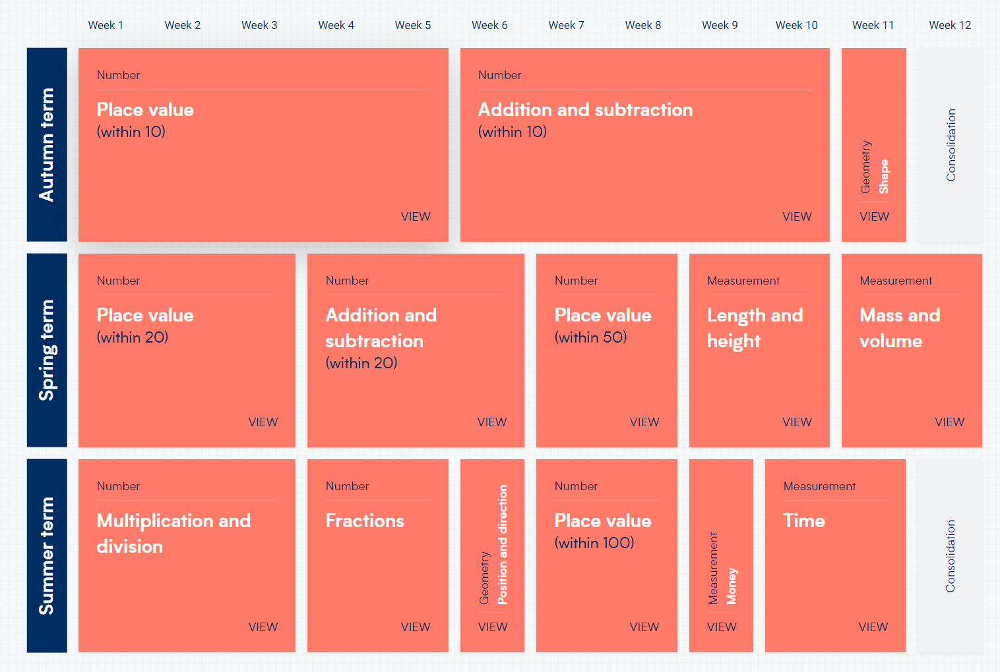 Week 1
Week 2
Week 3
Week 4
Week 5
Week 6
Week 7
Week 8
Week 9
Week 10
Week 11
Week 12
Autumn term
Number
Place value
(within 10)
VIEW
Number
Addition and subtraction
(within 10)
VIEW
Geometry
Shape
VIEW
Consolidation
Spring term
Number
Place value
(within 20)
VIEW
Number
Addition and
subtraction
(within 20)
VIEW
Number
Place value
(within 50)
VIEW
Measurement
Length and
height
VIEW
Measurement
Mass and
volume
VIEW
Summer term
Number
Multiplication and
division
VIEW
Number
Fractions
VIEW
Geometry
Position and direction
VIEW
Number
Place value
(within 100)
VIEW
Measurement
Money
VIEW
Measurement
Time
VIEW
Consolidation